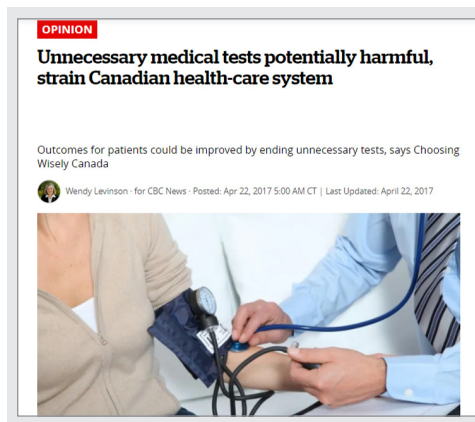 OPINION
Unnecessary medical tests potentially harmful,
strain Canadian health-care system
Outcomes for patients could be improved by ending unnecessary tests, says Choosing
Wisely Canada
Wendy Levinson · for CBC News · Posted: Apr 22, 2017 5:00 AM CT | Last Updated: April 22, 2017